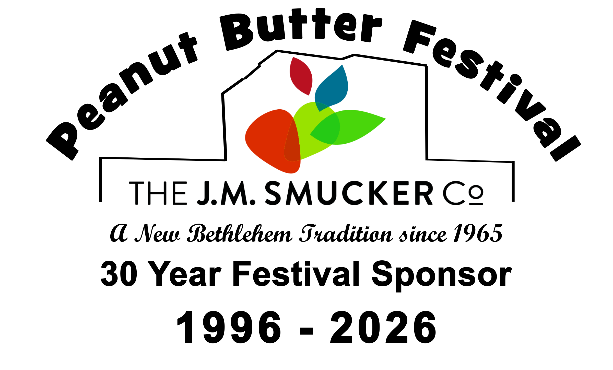 Peanut Butter Festival
THE J.M. SMUCKER Co
A New Bethlehem Tradition since 1965
30 Year Festival Sponsor
1996 - 2026